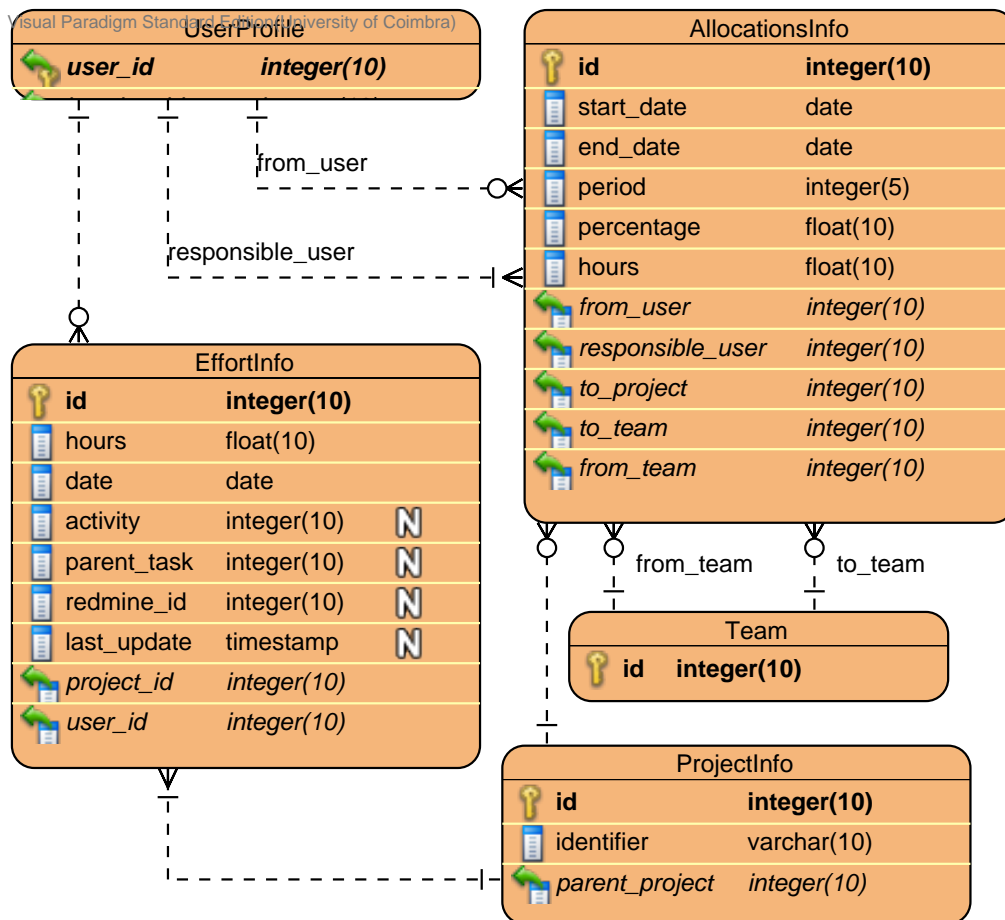 Visual Paradigm Standard Edition(University of Coimbra)
UserProfile
user_id integer(10)
from_user
responsible_user
AllocationsInfo
id integer(10)
start_date date
end_date date
period integer(5)
percentage float(10)
hours float(10)
from_user integer(10)
responsible_user integer(10)
to_project integer(10)
to_team integer(10)
from_team integer(10)
EffortInfo
id integer(10)
hours float(10)
date date
activity integer(10) N
parent_task integer(10) N
redmine_id integer(10) N
last_update timestamp N
project_id integer(10)
user_id integer(10)
from_team
to_team
Team
id integer(10)
ProjectInfo
id integer(10)
identifier varchar(10)
parent_project integer(10)